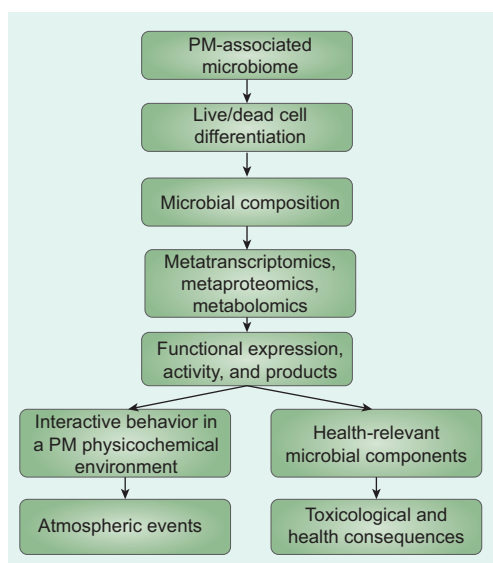 PM-associated
microbiome
Live/dead cell
differentiation
Microbial composition
Metatranscriptomics,
metaproteomics,
metabolomics
Functional expression,
activity, and products
Interactive behavior in
a PM physicochemical
environment
Health-relevant
microbial components
Atmospheric events
Toxicological and
health consequences